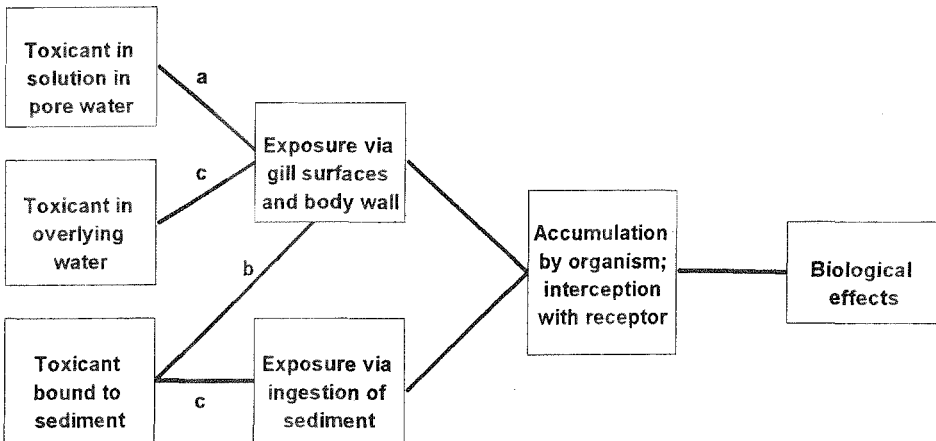 Toxicant in
solution in
pore water
a
Exposure via
gill surfaces
and body wall
c
Toxicant in
overlying
water
b
Accumulation
by organism;
interception
with receptor
Biological
effects
Toxicant
bound to
sediment
c
Exposure via
ingestion of
sediment